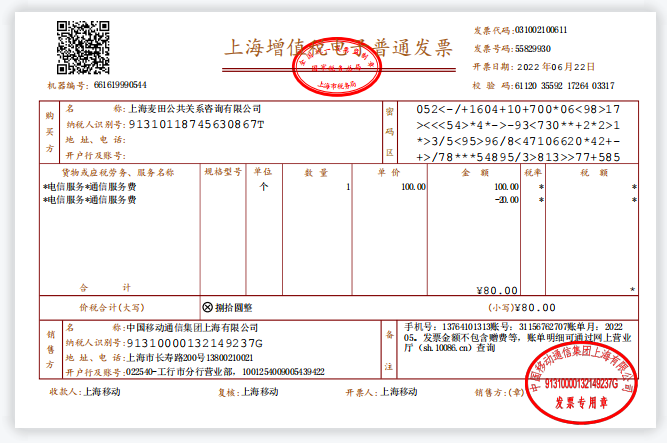 上海增值税电子普通发票
国家税务总局
上海市税务局
发票代码:031002100611
发票号码:55829930
开票日期:2022年06月22日
校 验 码:61120 35592 17264 03317
机器编号:661619990544
购买方
名 称:上海麦田公共关系咨询有限公司
纳税人识别号:91310118745630867T
地 址、电 话:
开户行及账号:
密码区
052<-/+1604+10+700*06<98>17
><<<54>*4*->-93<730**+2*2>1
*>3/5<95>96/8<47106620*42+-
+>/78***54895/3>813>>77+585
货物或应税劳务、服务名称 规格型号 单位 数 量 单 价 金 额 税率 税 额
*电信服务*通信服务费 个 1 100.00 100.00 * *
*电信服务*通信服务费 -20.00 *
合 计 ¥80.00 *
价税合计(大写) ⊗捌拾圆整 (小写)¥80.00
销售方
名 称:中国移动通信集团上海有限公司
纳税人识别号:91310000132149237G
地 址、电 话:上海市长寿路200号13800210021
开户行及账号:022540-工行市分行营业部，1001254009005439422
备注
手机号：13764101313账号：31156762707账单月：2022
05。发票金额不包含赠费等，账单明细可通过网上营业
厅（sh.10086.cn）查询
收款人:上海移动 复核:上海移动 开票人:上海移动 销售方:(章)
中国移动通信集团上海有限公司
91310000132149237G
发票专用章